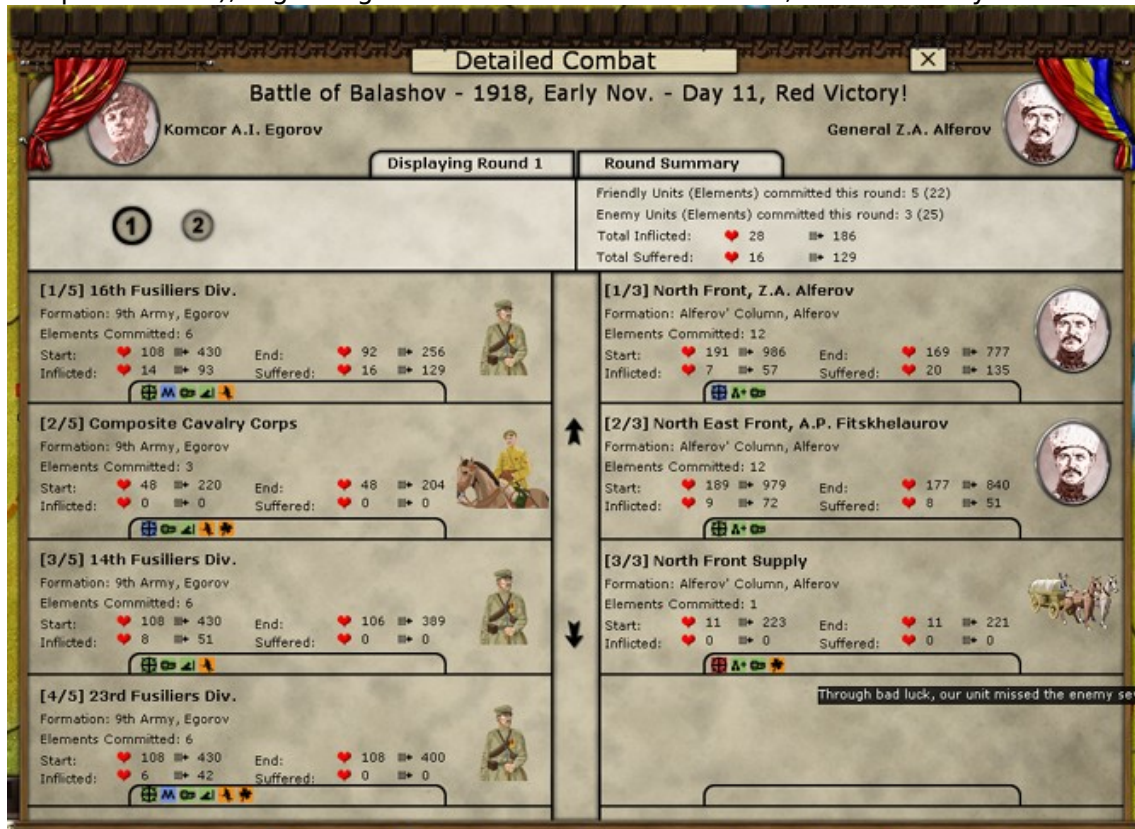 Detailed Combat
Battle of Balashov - 1918, Early Nov. - Day 11, Red Victory!
Komcor A.I. Egorov
General Z.A. Alferov
Displaying Round 1
Round Summary
1 2
Friendly Units (Elements) committed this round: 5 (22)
Enemy Units (Elements) committed this round: 3 (25)
Total Inflicted: 28 186
Total Suffered: 16 129
[1/5] 16th Fusiliers Div.
Formation: 9th Army, Egorov
Elements Committed: 6
Start: 108 430 End: 92 256
Inflicted: 14 93 Suffered: 16 129
[2/5] Composite Cavalry Corps
Formation: 9th Army, Egorov
Elements Committed: 3
Start: 48 220 End: 48 204
Inflicted: 0 0 Suffered: 0 0
[3/5] 14th Fusiliers Div.
Formation: 9th Army, Egorov
Elements Committed: 6
Start: 108 430 End: 106 389
Inflicted: 8 51 Suffered: 0 0
[4/5] 23rd Fusiliers Div.
Formation: 9th Army, Egorov
Elements Committed: 6
Start: 108 430 End: 108 400
Inflicted: 6 42 Suffered: 0 0
[1/3] North Front, Z.A. Alferov
Formation: Alferov' Column, Alferov
Elements Committed: 12
Start: 191 986 End: 169 777
Inflicted: 7 57 Suffered: 20 135
[2/3] North East Front, A.P. Fitskhelaurov
Formation: Alferov' Column, Alferov
Elements Committed: 12
Start: 189 979 End: 177 840
Inflicted: 9 72 Suffered: 8 51
[3/3] North Front Supply
Formation: Alferov' Column, Alferov
Elements Committed: 1
Start: 11 223 End: 11 221
Inflicted: 0 0 Suffered: 0 0
Through bad luck, our unit missed the enemy se